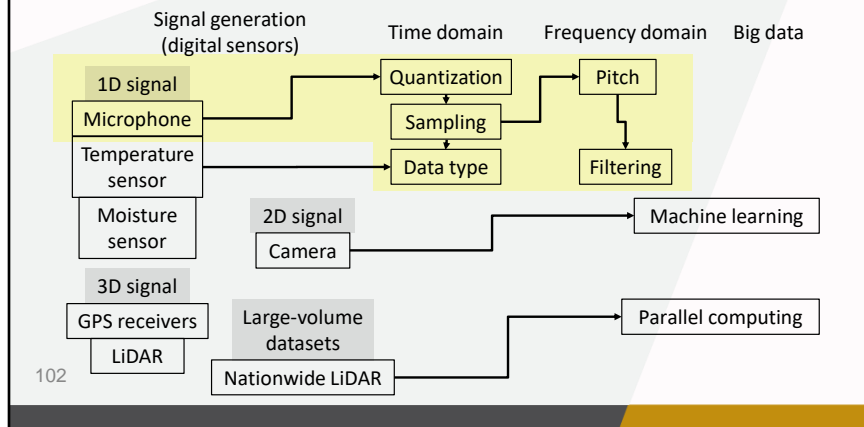 Signal generation
(digital sensors)
Time domain
Frequency domain
Big data
1D signal
Microphone
Temperature
sensor
Moisture
sensor
Quantization
Sampling
Data type
Pitch
Filtering
2D signal
Camera
Machine learning
3D signal
GPS receivers
LiDAR
Large-volume
datasets
Nationwide LiDAR
Parallel computing
102